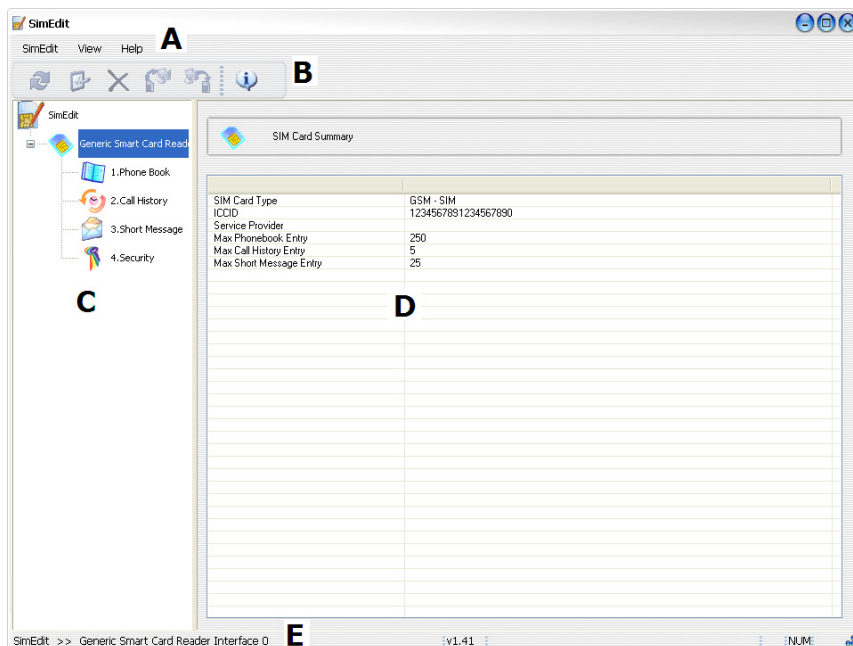 SimEdit
SimEdit View Help A
B
SimEdit
Generic Smart Card Read
1.Phone Book
2.Call History
3.Short Message
4.Security
C
SIM Card Summary
SIM Card Type GSM - SIM
ICCID 1234567891234567890
Service Provider
Max Phonebook Entry 250
Max Call History Entry 5
Max Short Message Entry 25
D
SimEdit >> Generic Smart Card Reader Interface 0 E v1.41 NUM